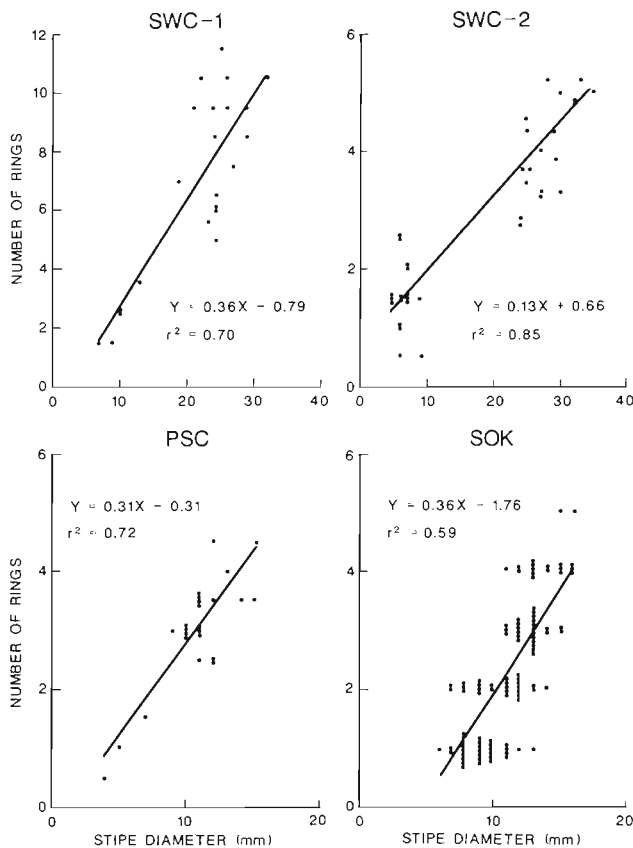 SWC-1
12
10
8
6
4
2
0
0 10 20 30 40
NUMBER OF RINGS
Y = 0.36X − 0.79
r² = 0.70
SWC-2
6
4
2
0
0 10 20 30 40
Y = 0.13X + 0.66
r² = 0.85
PSC
6
4
2
0
0 10 20
NUMBER OF RINGS
STIPE DIAMETER (mm)
Y = 0.31X − 0.31
r² = 0.72
SOK
6
4
2
0
0 10 20
STIPE DIAMETER (mm)
Y = 0.36X − 1.76
r² = 0.59